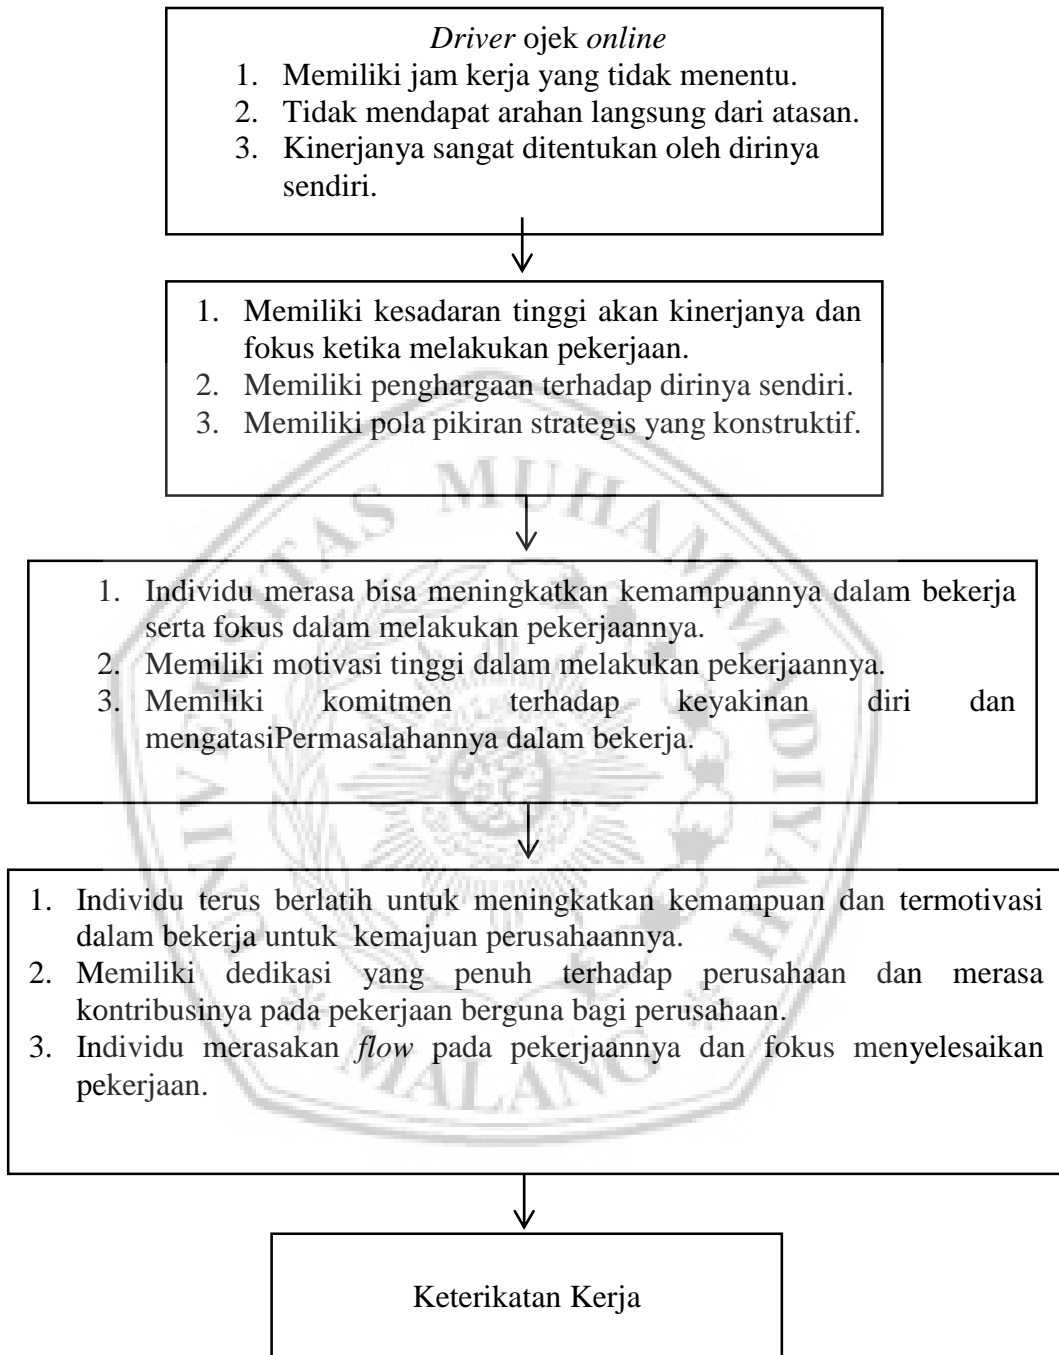 Driver ojek online
1. Memiliki jam kerja yang tidak menentu.
2. Tidak mendapat arahan langsung dari atasan.
3. Kinerjanya sangat ditentukan oleh dirinya
sendiri.
1. Memiliki kesadaran tinggi akan kinerjanya dan
fokus ketika melakukan pekerjaan.
2. Memiliki penghargaan terhadap dirinya sendiri.
3. Memiliki pola pikiran strategis yang konstruktif.
1. Individu merasa bisa meningkatkan kemampuannya dalam bekerja
serta fokus dalam melakukan pekerjaannya.
2. Memiliki motivasi tinggi dalam melakukan pekerjaannya.
3. Memiliki komitmen terhadap keyakinan diri dan
mengatasiPermasalahannya dalam bekerja.
1. Individu terus berlatih untuk meningkatkan kemampuan dan termotivasi
dalam bekerja untuk kemajuan perusahaannya.
2. Memiliki dedikasi yang penuh terhadap perusahaan dan merasa
kontribusinya pada pekerjaan berguna bagi perusahaan.
3. Individu merasakan flow pada pekerjaannya dan fokus menyelesaikan
pekerjaan.
Keterikatan Kerja
UNIVERSITAS MUHAMMADIYAH
MALANG